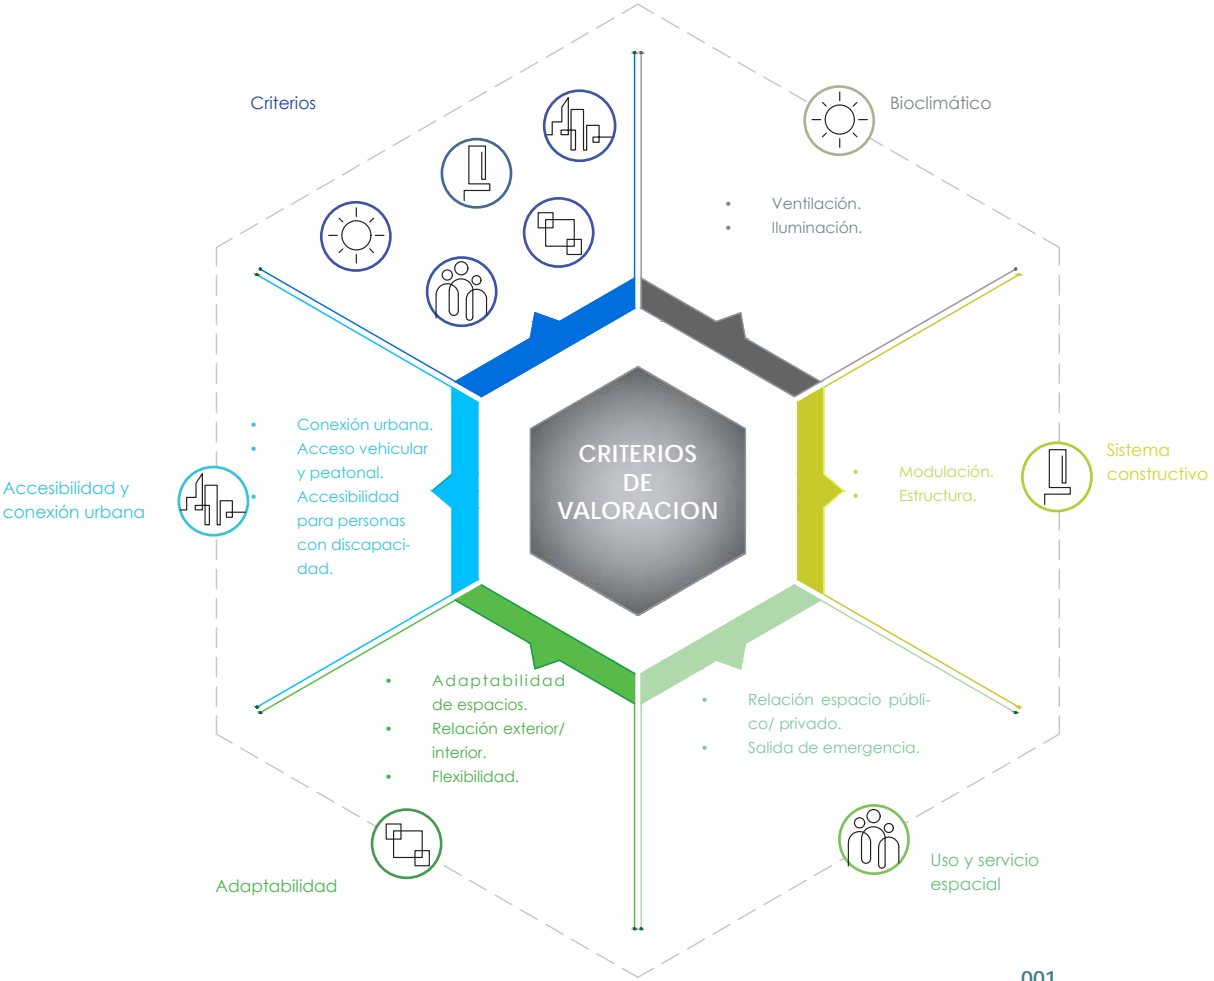 Criterios
Bioclimático
• Ventilación.
• Iluminación.
• Conexión urbana.
• Acceso vehicular
y peatonal.
• Accesibilidad
para personas
con discapaci-
dad.
Accesibilidad y
conexión urbana
CRITERIOS
DE
VALORACION
• Modulación.
• Estructura.
Sistema
constructivo
• Adaptabilidad
de espacios.
• Relación exterior/
interior.
• Flexibilidad.
• Relación espacio públi-
co/ privado.
• Salida de emergencia.
Adaptabilidad
Uso y servicio
espacial
001